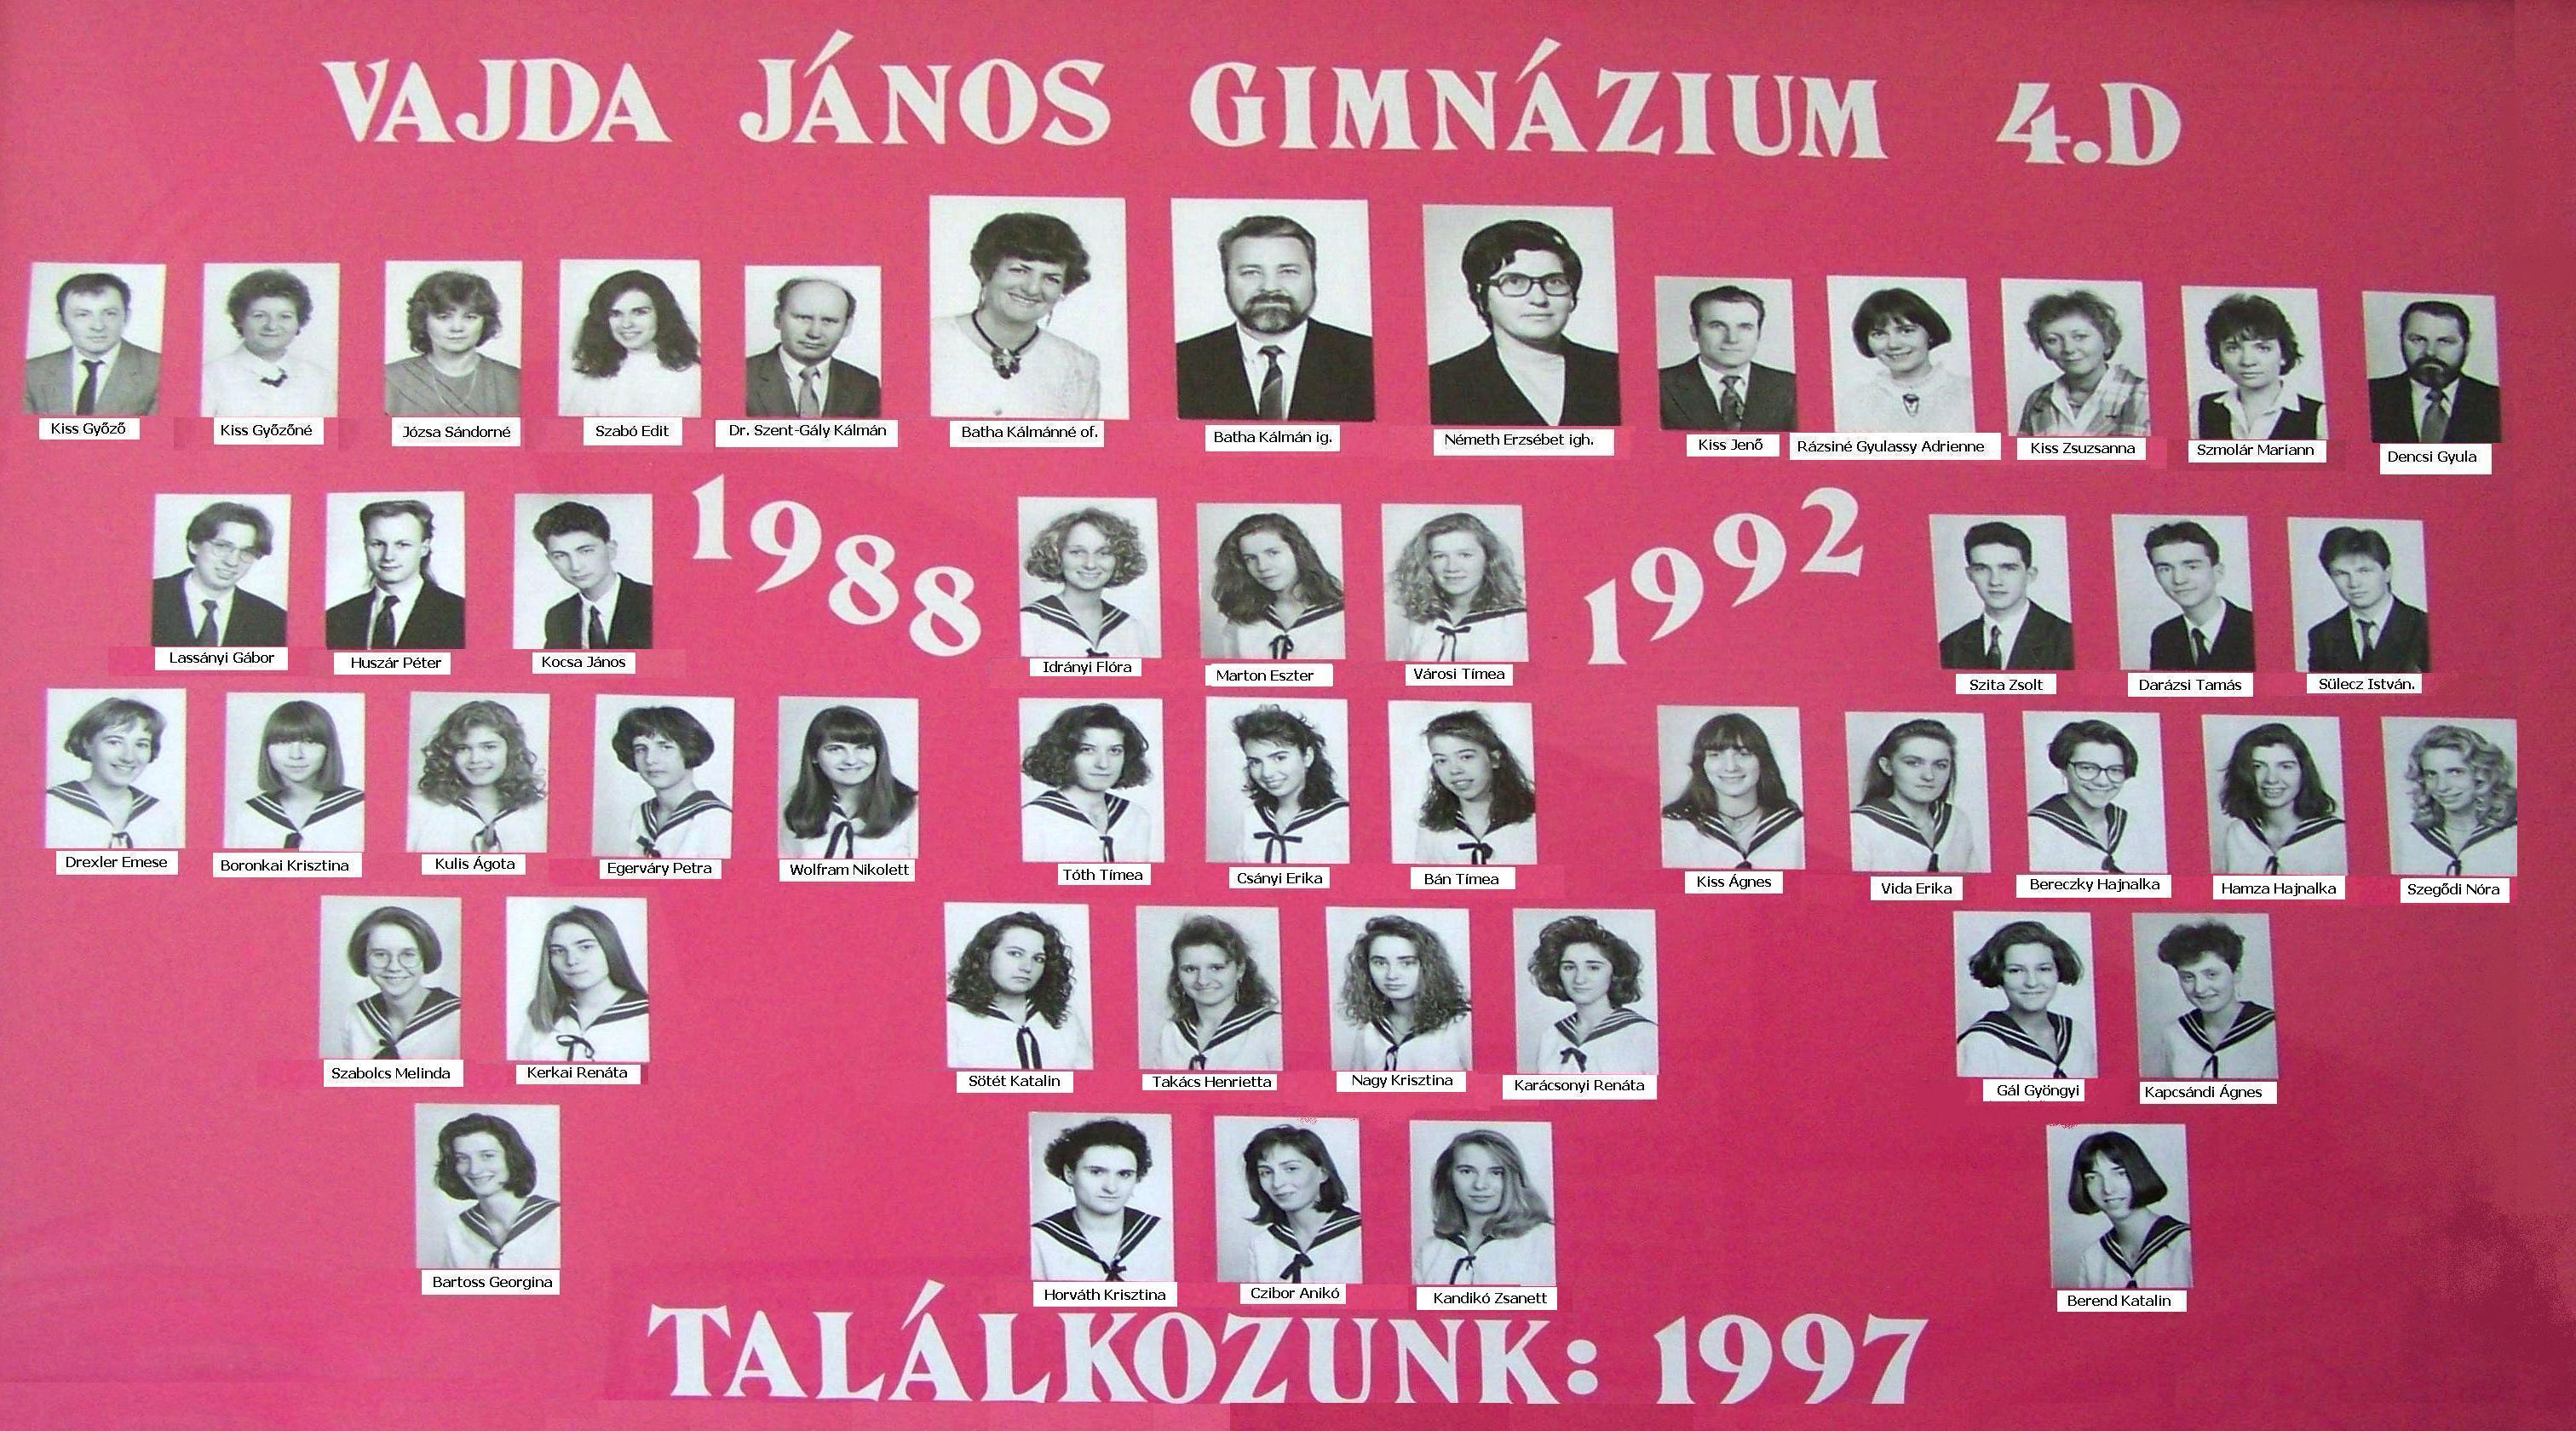 VAJDA JÁNOS GIMNÁZIUM 4.D
Kiss Győző
Kiss Győzőné
Józsa Sándorné
Szabó Edit
Dr. Szent-Gály Kálmán
Batha Kálmánné of.
Batha Kálmán ig.
Németh Erzsébet igh.
Kiss Jenő
Rázsiné Gyulassy Adrienne
Kiss Zsuzsanna
Szmolár Mariann
Dencsi Gyula
1988
1992
Lassányi Gábor
Huszár Péter
Kocsa János
Idrányi Flóra
Marton Eszter
Városi Tímea
Szita Zsolt
Darázsi Tamás
Sülecz István.
Drexler Emese
Boronkai Krisztina
Kulis Ágota
Egerváry Petra
Wolfram Nikolett
Tóth Tímea
Csányi Erika
Bán Tímea
Kiss Ágnes
Vida Erika
Bereczky Hajnalka
Hamza Hajnalka
Szegődi Nóra
Szabolcs Melinda
Kerkai Renáta
Sötét Katalin
Takács Henrietta
Nagy Krisztina
Karácsonyi Renáta
Gál Gyöngyi
Kapcsándi Ágnes
Bartoss Georgina
Horváth Krisztina
Czibor Anikó
Kandikó Zsanett
Berend Katalin
TALÁLKOZUNK: 1997